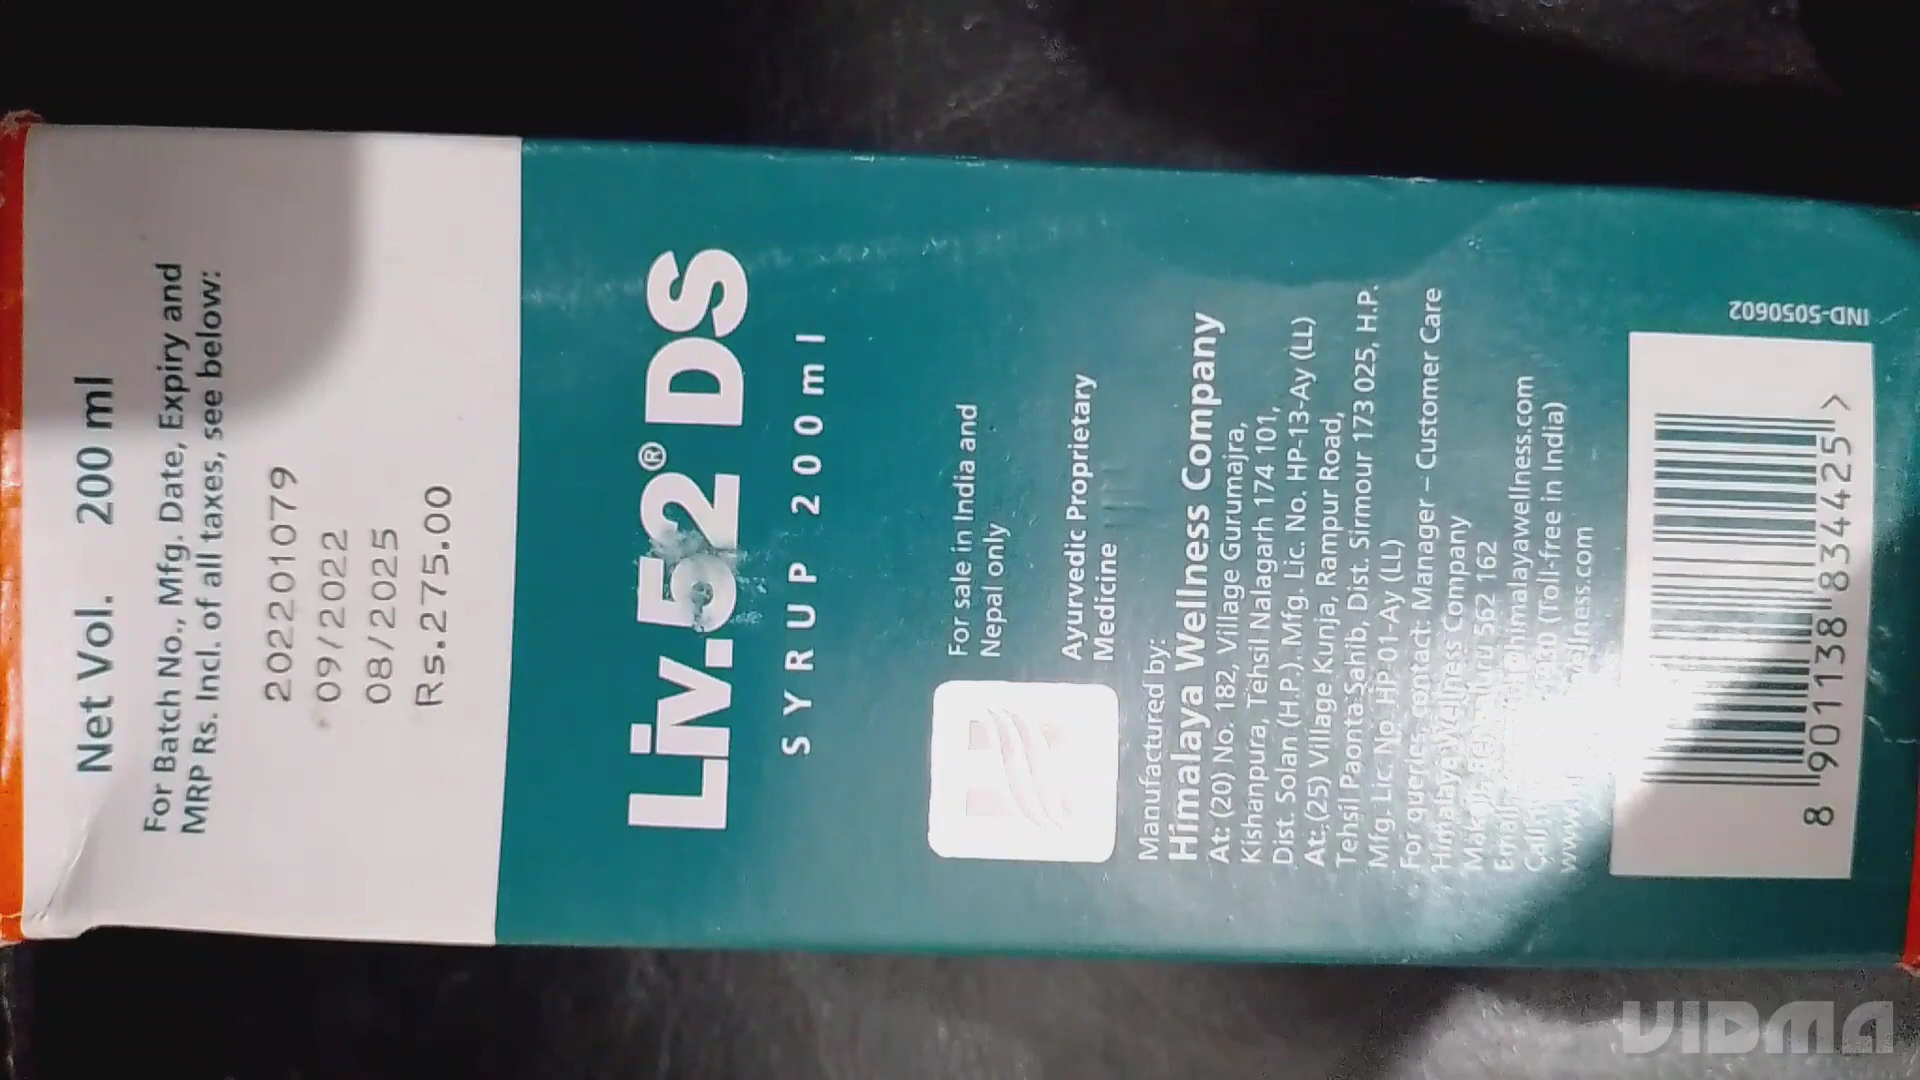 Net Vol. 200 ml
For Batch No., Mfg. Date, Expiry and
MRP Rs. Incl. of all taxes, see below:
202201079
09/2022
08/2025
Rs.275.00
Liv.52® DS
SYRUP 200ml
For sale in India and
Nepal only
Ayurvedic Proprietary
Medicine
Manufactured by:
Himalaya Wellness Company
At: (20) No. 182, Village Gurumajra,
Kishanpura, Tehsil Nalagarh 174 101,
Dist. Solan (H.P.). Mfg. Lic. No. HP-13-Ay (LL)
At: (25) Village Kunja, Rampur Road,
Tehsil Paonta Sahib, Dist. Sirmour 173 025, H.P.
Mfg. Lic. No. HP-01-Ay (LL)
For queries, contact: Manager – Customer Care
Himalaya Wellness Company
562 162
(Toll-free in India)
8 901138 834425 >
IND-5050602
VIDMA